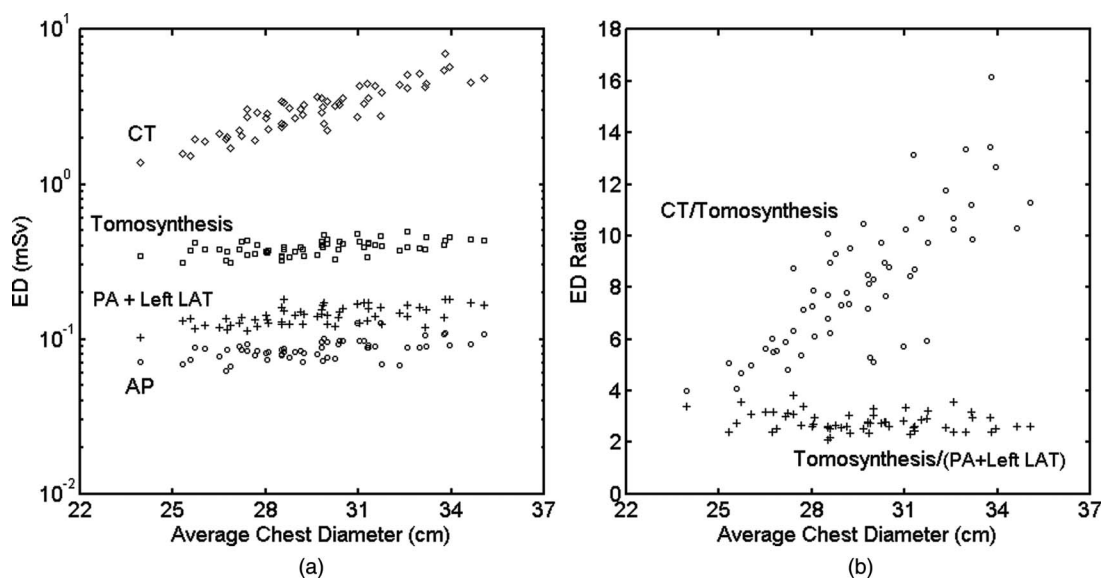 10^1
10^0
10^-1
10^-2
ED (mSv)
CT
Tomosynthesis
PA + Left LAT
AP
22 25 28 31 34 37
Average Chest Diameter (cm)
(a)
18
16
14
12
10
8
6
4
2
0
ED Ratio
CT/Tomosynthesis
Tomosynthesis/(PA+Left LAT)
22 25 28 31 34 37
Average Chest Diameter (cm)
(b)